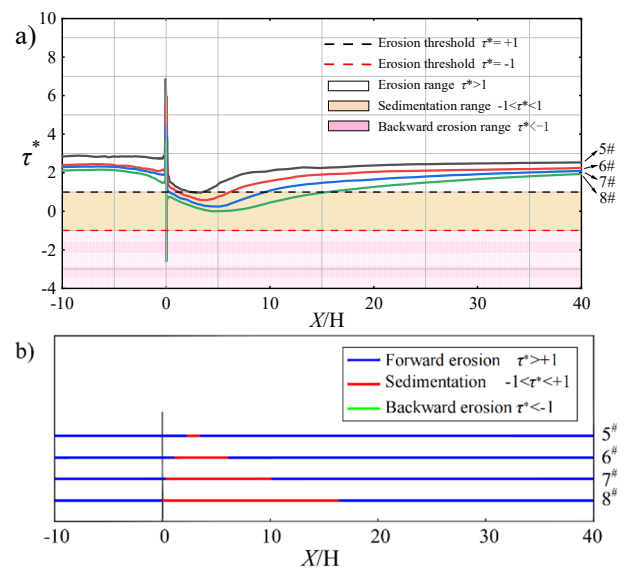 a)
10
8
6
4
2
0
-2
-4
τ*
Erosion threshold τ*= +1
Erosion threshold τ*= -1
Erosion range τ*>1
Sedimentation range -1<τ*<1
Backward erosion range τ*<−1
5#
6#
7#
8#
-10 0 10 20 30 40
X/H
b)
Forward erosion τ*>+1
Sedimentation -1<τ*<+1
Backward erosion τ*<-1
5#
6#
7#
8#
-10 0 10 20 30 40
X/H